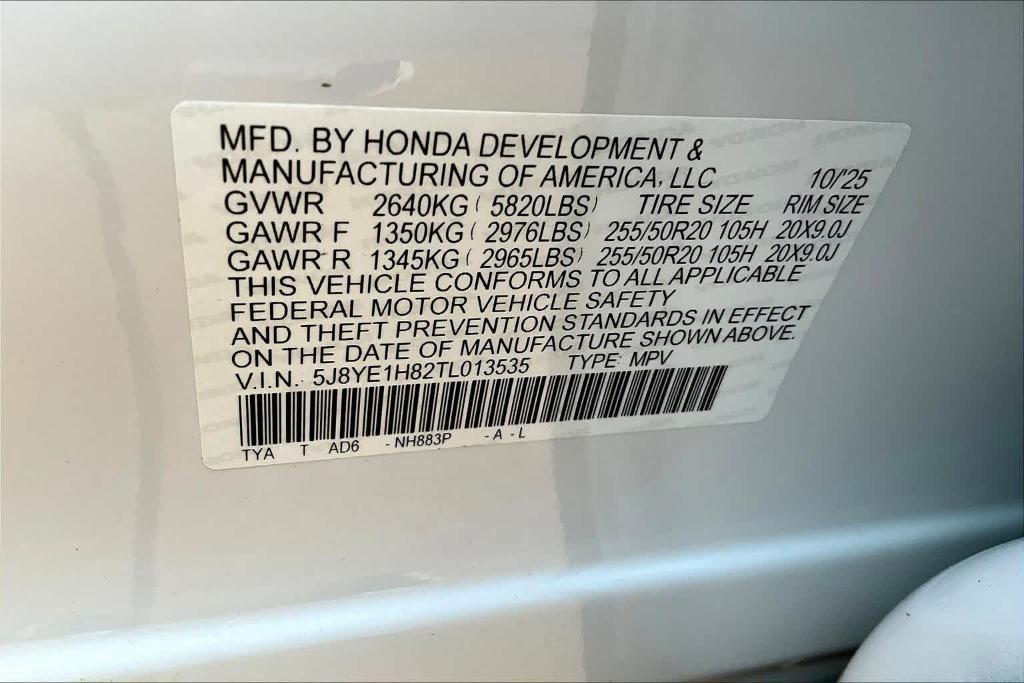 MFD. BY HONDA DEVELOPMENT &
MANUFACTURING OF AMERICA, LLC 10/'25
GVWR 2640KG ( 5820LBS) TIRE SIZE RIM SIZE
GAWR F 1350KG ( 2976LBS) 255/50R20 105H 20X9.0J
GAWR R 1345KG ( 2965LBS) 255/50R20 105H 20X9.0J
THIS VEHICLE CONFORMS TO ALL APPLICABLE
FEDERAL MOTOR VEHICLE SAFETY
AND THEFT PREVENTION STANDARDS IN EFFECT
ON THE DATE OF MANUFACTURE SHOWN ABOVE.
V.I.N.: 5J8YE1H82TL013535 TYPE: MPV
TYA T AD6 - NH883P - A - L